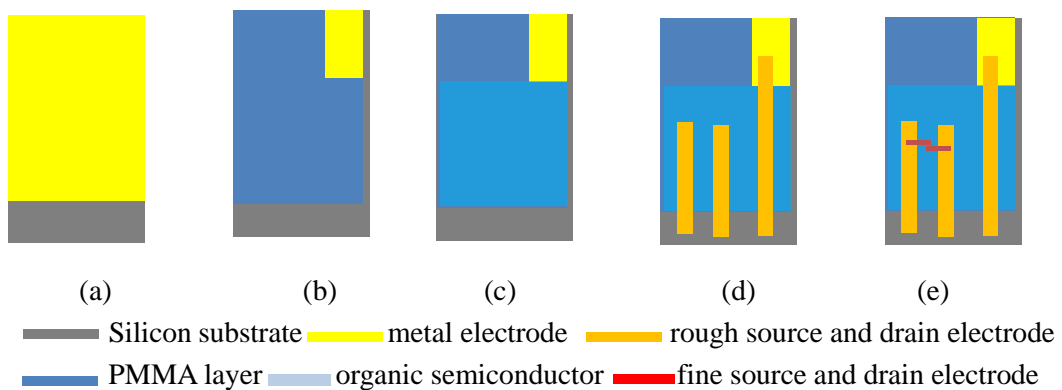 (a) (b) (c) (d) (e)
Silicon substrate metal electrode rough source and drain electrode
PMMA layer organic semiconductor fine source and drain electrode